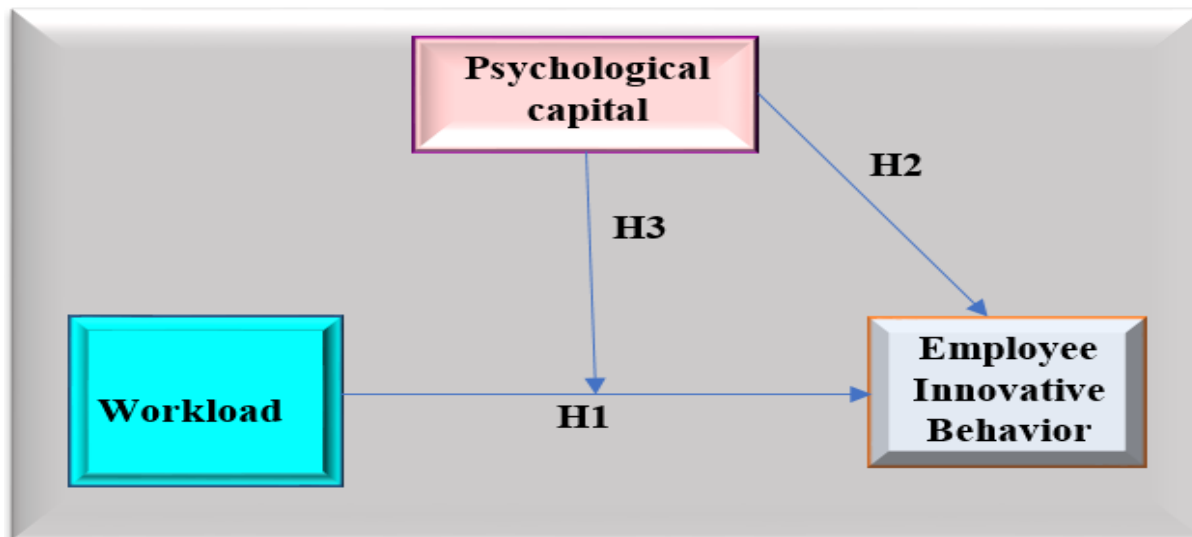 Psychological
capital
H2
H3
Workload
H1
Employee
Innovative
Behavior